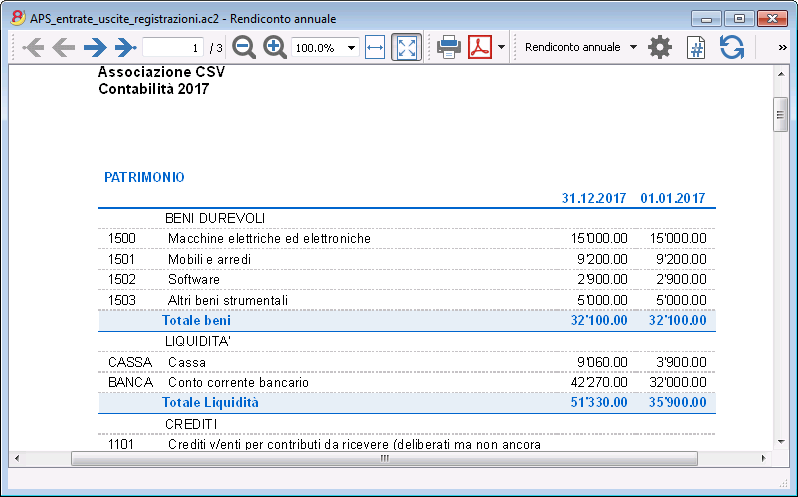 APS_entrate_uscite_registrazioni.ac2 - Rendiconto annuale
1 / 3 100.0% Rendiconto annuale »
Associazione CSV
Contabilità 2017
PATRIMONIO
31.12.2017 01.01.2017
BENI DUREVOLI
1500 Macchine elettriche ed elettroniche 15'000.00 15'000.00
1501 Mobili e arredi 9'200.00 9'200.00
1502 Software 2'900.00 2'900.00
1503 Altri beni strumentali 5'000.00 5'000.00
Totale beni 32'100.00 32'100.00
LIQUIDITA'
CASSA Cassa 9'060.00 3'900.00
BANCA Conto corrente bancario 42'270.00 32'000.00
Totale Liquidità 51'330.00 35'900.00
CREDITI
1101 Crediti v/enti per contributi da ricevere (deliberati ma non ancora